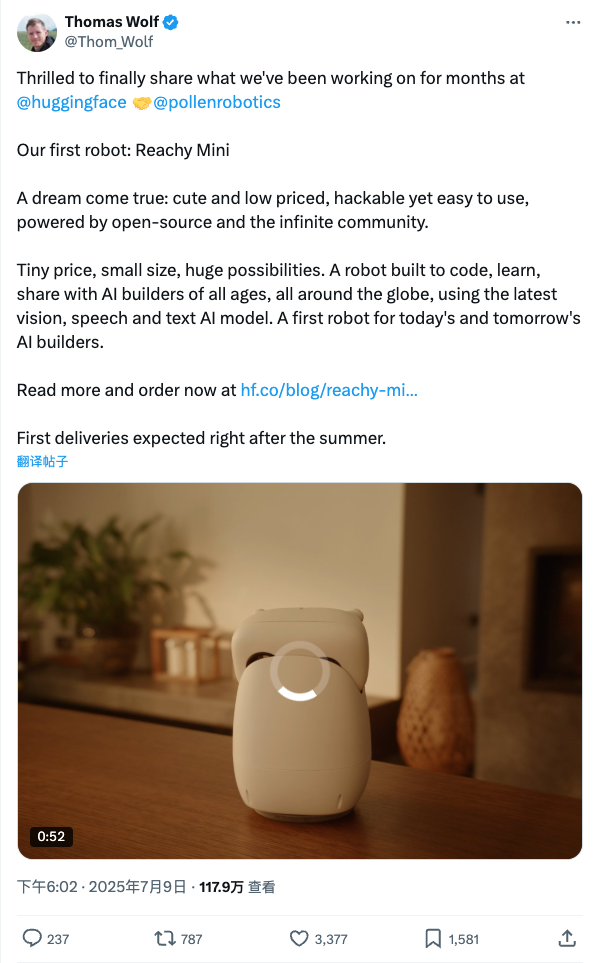 Thomas Wolf
@Thom_Wolf
Thrilled to finally share what we've been working on for months at
@huggingface 🤝@pollenrobotics
Our first robot: Reachy Mini
A dream come true: cute and low priced, hackable yet easy to use,
powered by open-source and the infinite community.
Tiny price, small size, huge possibilities. A robot built to code, learn,
share with AI builders of all ages, all around the globe, using the latest
vision, speech and text AI model. A first robot for today's and tomorrow's
AI builders.
Read more and order now at hf.co/blog/reachy-mi...
First deliveries expected right after the summer.
翻译帖子
0:52
下午6:02 · 2025年7月9日 · 117.9万 查看
237 787 3,377 1,581